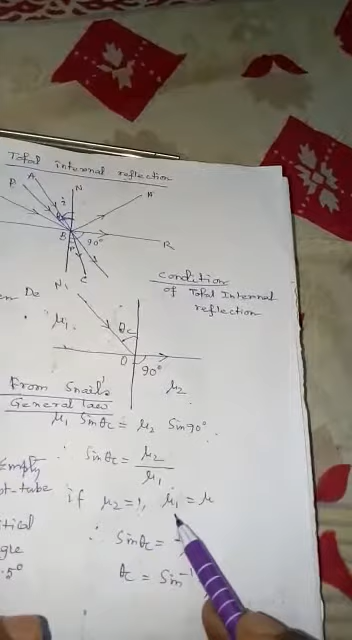 Total internal reflection
A
P
N
i
B
90°
R
C
condition
of Total Internal
reflection
N,
De
μ₁
θc
O
90°
μ₂
From Snail's
General law
μ₁ Sinθc = μ₂ Sin90°
∴ Sinθc = μ₂/μ₁
if μ₂=1, μ₁ = μ
∴ Sinθc =
θc = Sin⁻¹